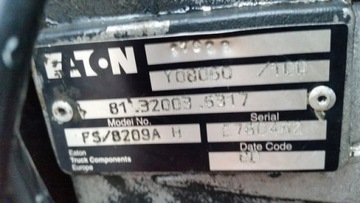 EATON
Y08050 /100
81.32003.6317
Model No. Serial
FS/8209A H
Date Code
Eaton
Truck Components
Europe